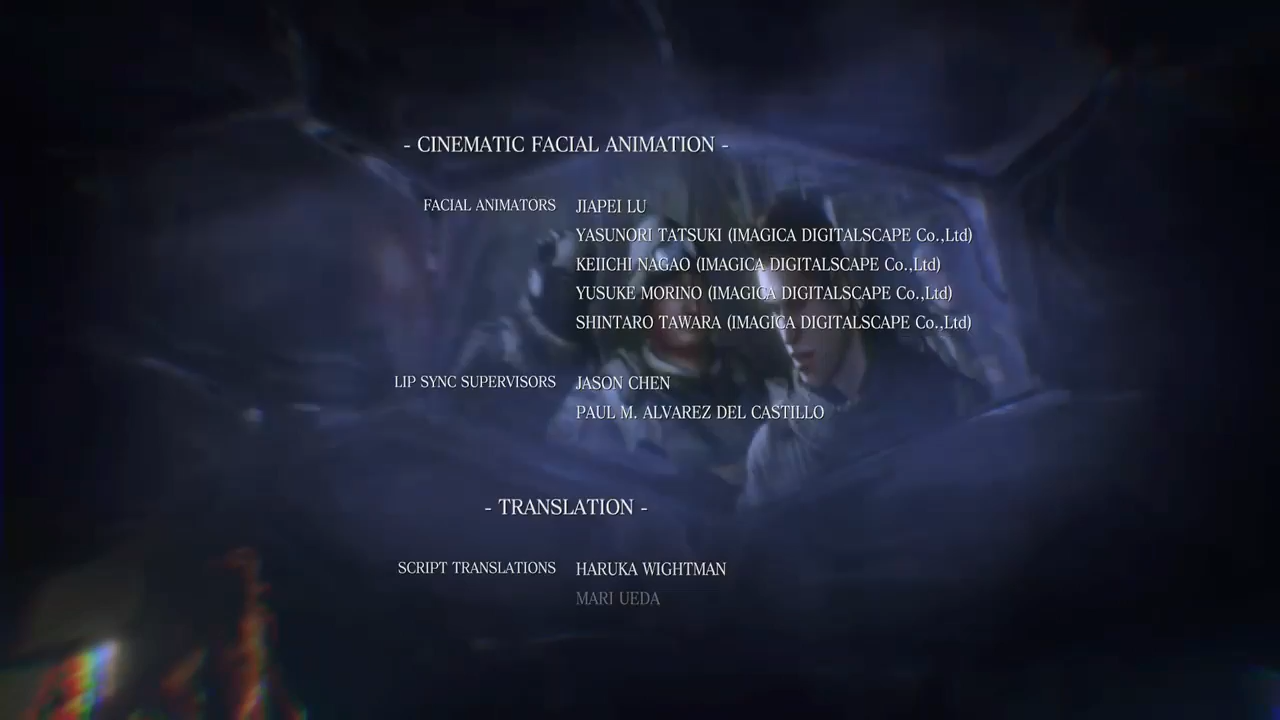 - CINEMATIC FACIAL ANIMATION -
FACIAL ANIMATORS JIAPEI LU
YASUNORI TATSUKI (IMAGICA DIGITALSCAPE Co.,Ltd)
KEIICHI NAGAO (IMAGICA DIGITALSCAPE Co.,Ltd)
YUSUKE MORINO (IMAGICA DIGITALSCAPE Co.,Ltd)
SHINTARO TAWARA (IMAGICA DIGITALSCAPE Co.,Ltd)
LIP SYNC SUPERVISORS JASON CHEN
PAUL M. ALVAREZ DEL CASTILLO
- TRANSLATION -
SCRIPT TRANSLATIONS HARUKA WIGHTMAN
MARI UEDA